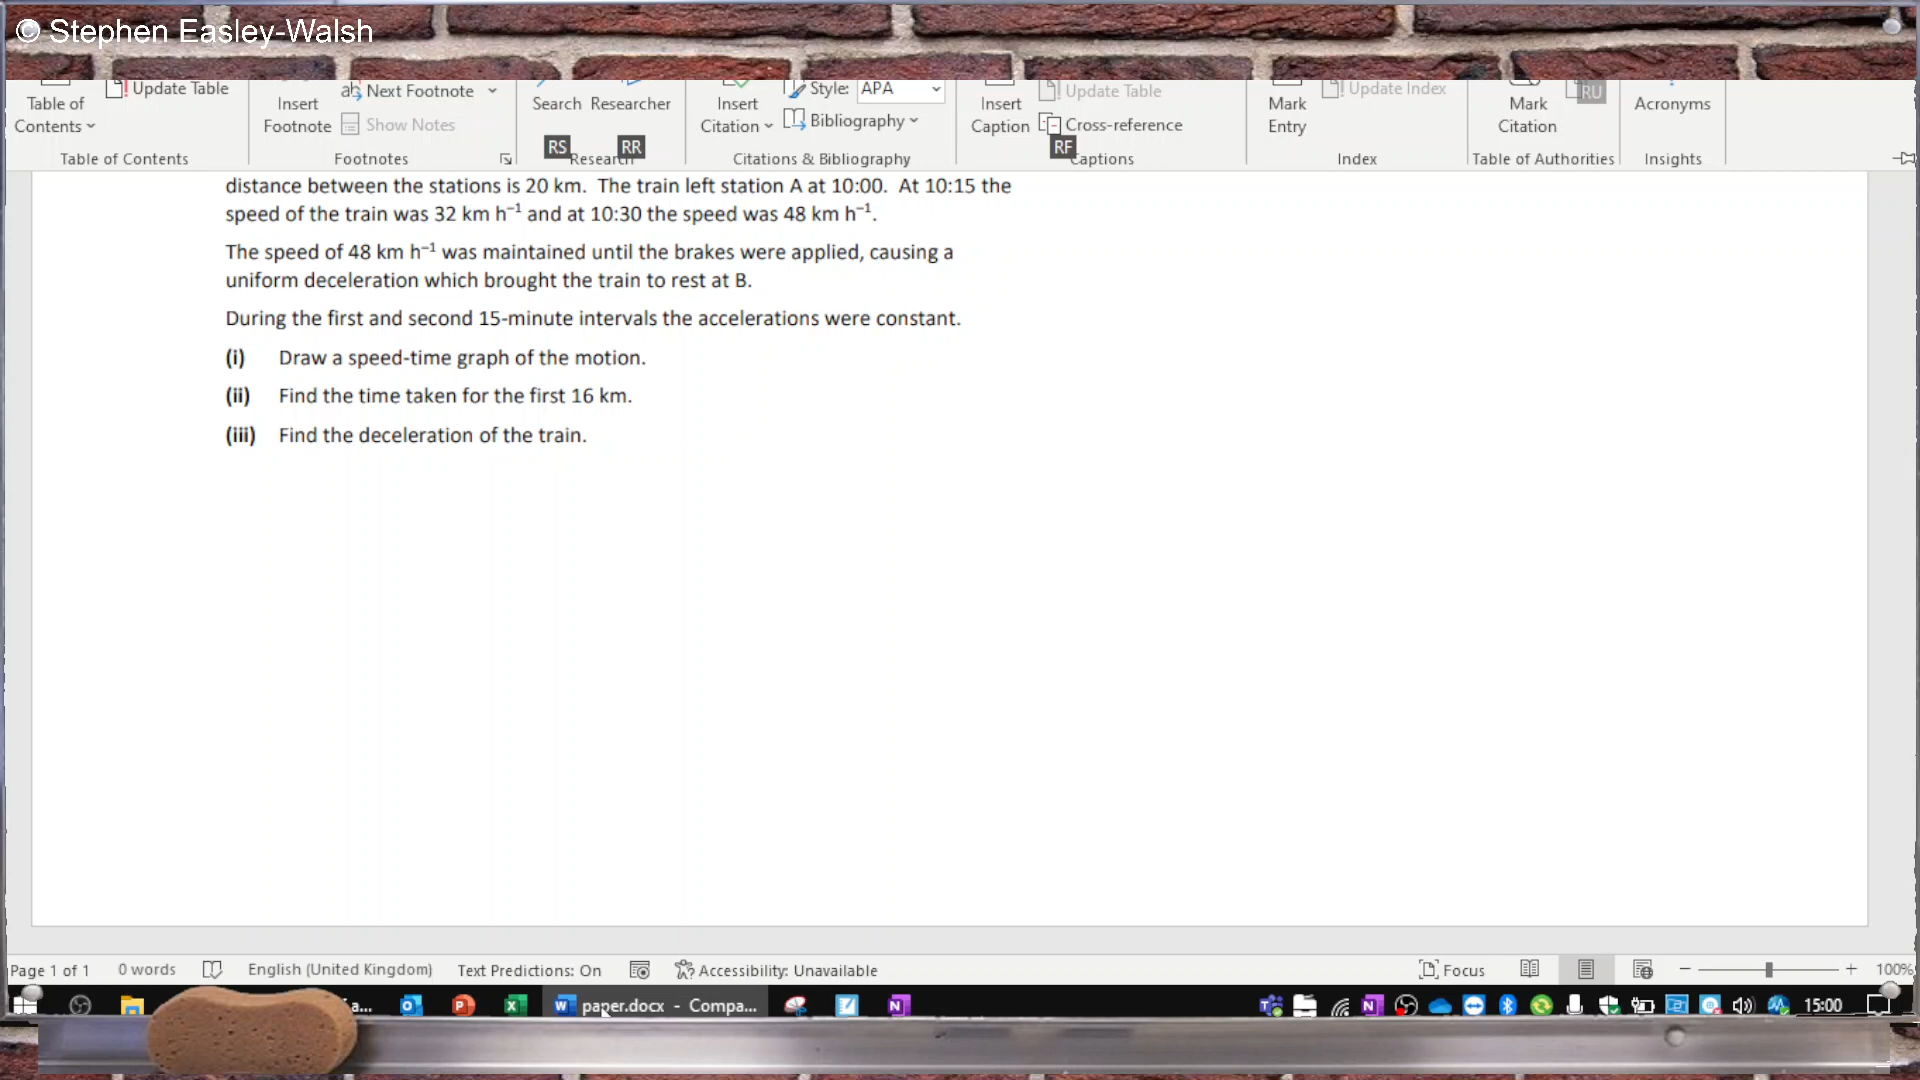 © Stephen Easley-Walsh
Update Table
Table of
Contents
Table of Contents
Next Footnote
Insert
Footnote
Show Notes
Footnotes
Search Researcher
RS RR
Research
Style: APA
Insert
Citation
Bibliography
Citations & Bibliography
Update Table
Insert
Caption
Cross-reference
RF
Captions
Update Index
Mark
Entry
Index
RU
Mark
Citation
Table of Authorities
Acronyms
Insights
distance between the stations is 20 km. The train left station A at 10:00. At 10:15 the
speed of the train was 32 km h⁻¹ and at 10:30 the speed was 48 km h⁻¹.
The speed of 48 km h⁻¹ was maintained until the brakes were applied, causing a
uniform deceleration which brought the train to rest at B.
During the first and second 15-minute intervals the accelerations were constant.
(i) Draw a speed-time graph of the motion.
(ii) Find the time taken for the first 16 km.
(iii) Find the deceleration of the train.
Page 1 of 1 0 words English (United Kingdom) Text Predictions: On Accessibility: Unavailable Focus 100%
a... paper.docx - Compa... 15:00